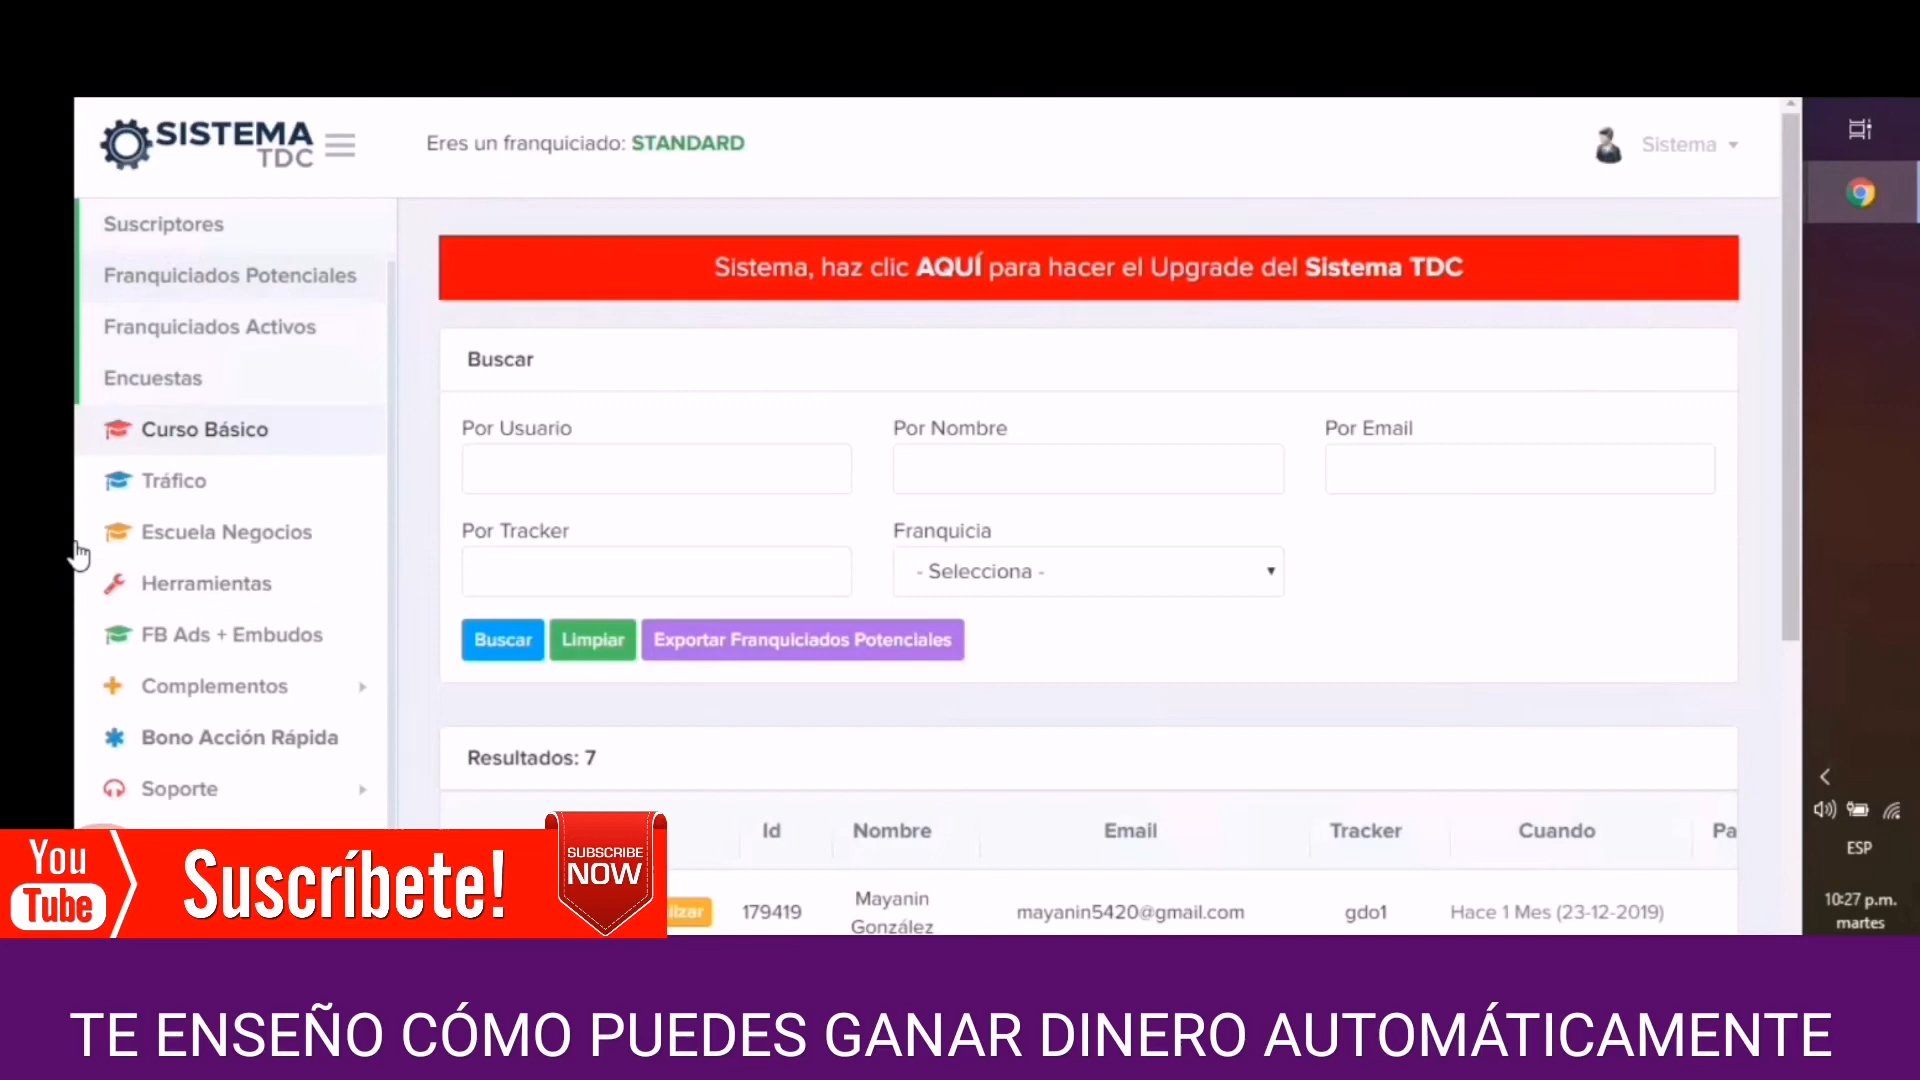 SISTEMA
TDC
Eres un franquiciado: STANDARD
Sistema
Suscriptores
Franquiciados Potenciales
Franquiciados Activos
Encuestas
Curso Básico
Tráfico
Escuela Negocios
Herramientas
FB Ads + Embudos
Complementos
Bono Acción Rápida
Soporte
Sistema, haz clic AQUÍ para hacer el Upgrade del Sistema TDC
Buscar
Por Usuario
Por Nombre
Por Email
Por Tracker
Franquicia
- Selecciona -
Buscar
Limpiar
Exportar Franquiciados Potenciales
Resultados: 7
Id
Nombre
Email
Tracker
Cuando
Pa
179419
Mayanin
González
mayanin5420@gmail.com
gdo1
Hace 1 Mes (23-12-2019)
ESP
10:27 p.m.
martes
You
Tube
Suscríbete!
SUBSCRIBE
NOW
TE ENSEÑO CÓMO PUEDES GANAR DINERO AUTOMÁTICAMENTE